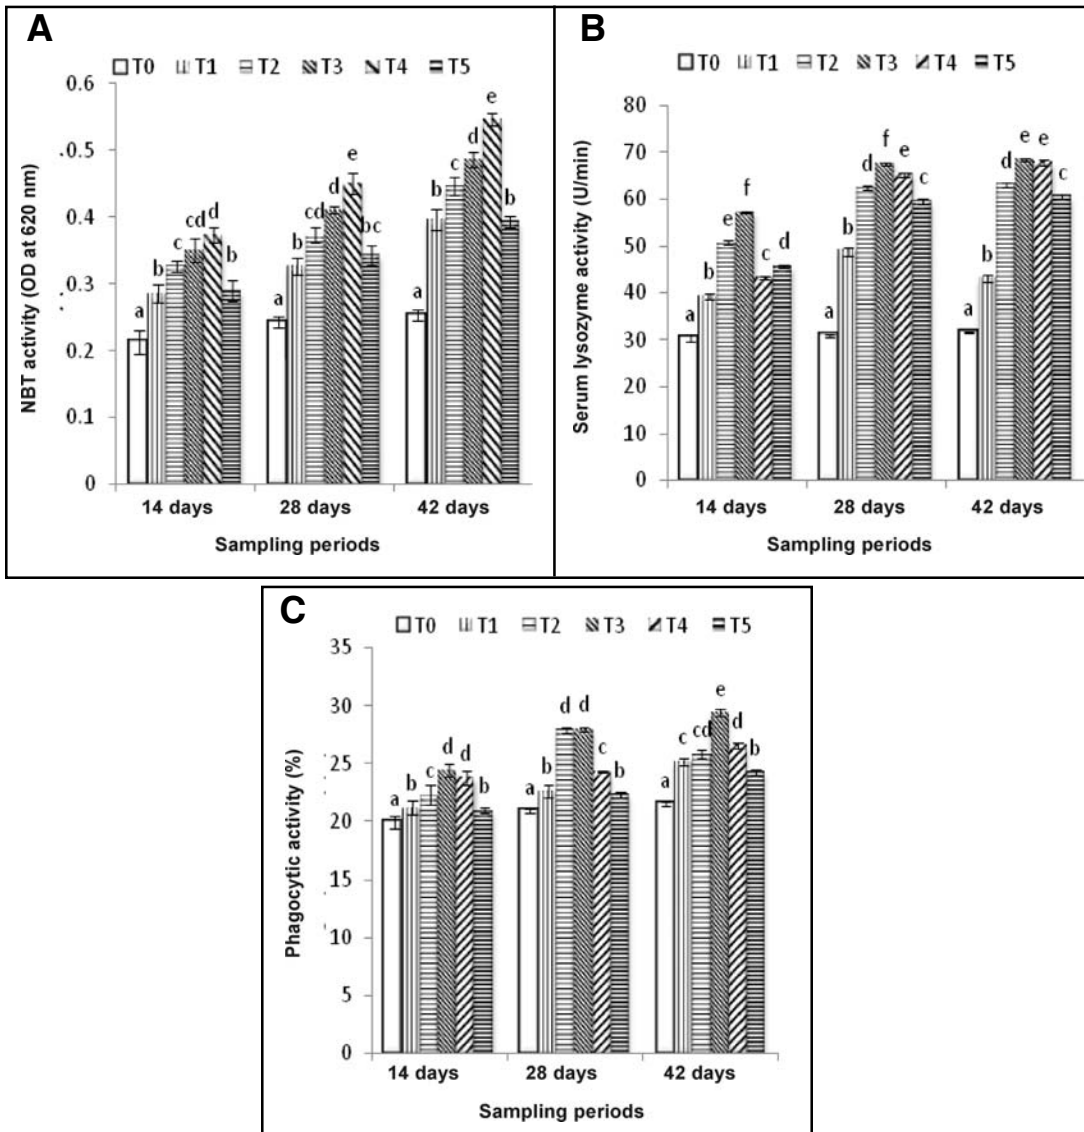 A
T0 T1 T2 T3 T4 T5
NBT activity (OD at 620 nm)
0.6
0.5
0.4
0.3
0.2
0.1
0
a b c cd d b
a b cd d e bc
a b c d e b
14 days 28 days 42 days
Sampling periods
B
T0 T1 T2 T3 T4 T5
Serum lysozyme activity (U/min)
80
70
60
50
40
30
20
10
0
a b e f c d
a b d f e c
a b d e e c
14 days 28 days 42 days
Sampling periods
C
T0 T1 T2 T3 T4 T5
Phagocytic activity (%)
35
30
25
20
15
10
5
0
a b c d d b
a b d d c b
a c cd e d b
14 days 28 days 42 days
Sampling periods